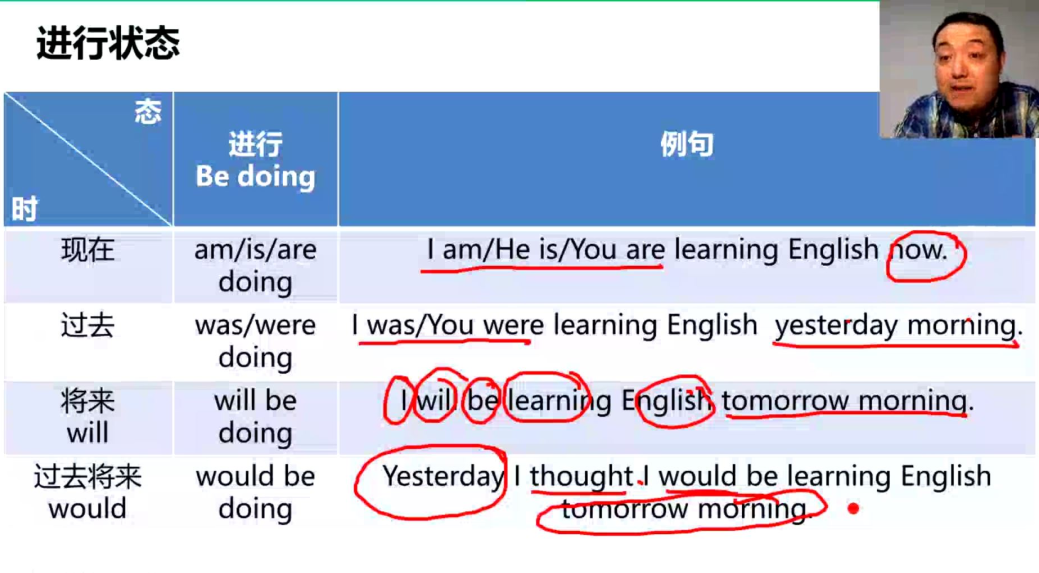 进行状态
态
时
进行
Be doing
例句
现在
am/is/are
doing
I am/He is/You are learning English now.
过去
was/were
doing
I was/You were learning English yesterday morning.
将来
will
will be
doing
I will be learning English tomorrow morning.
过去将来
would
would be
doing
Yesterday I thought I would be learning English
tomorrow morning.